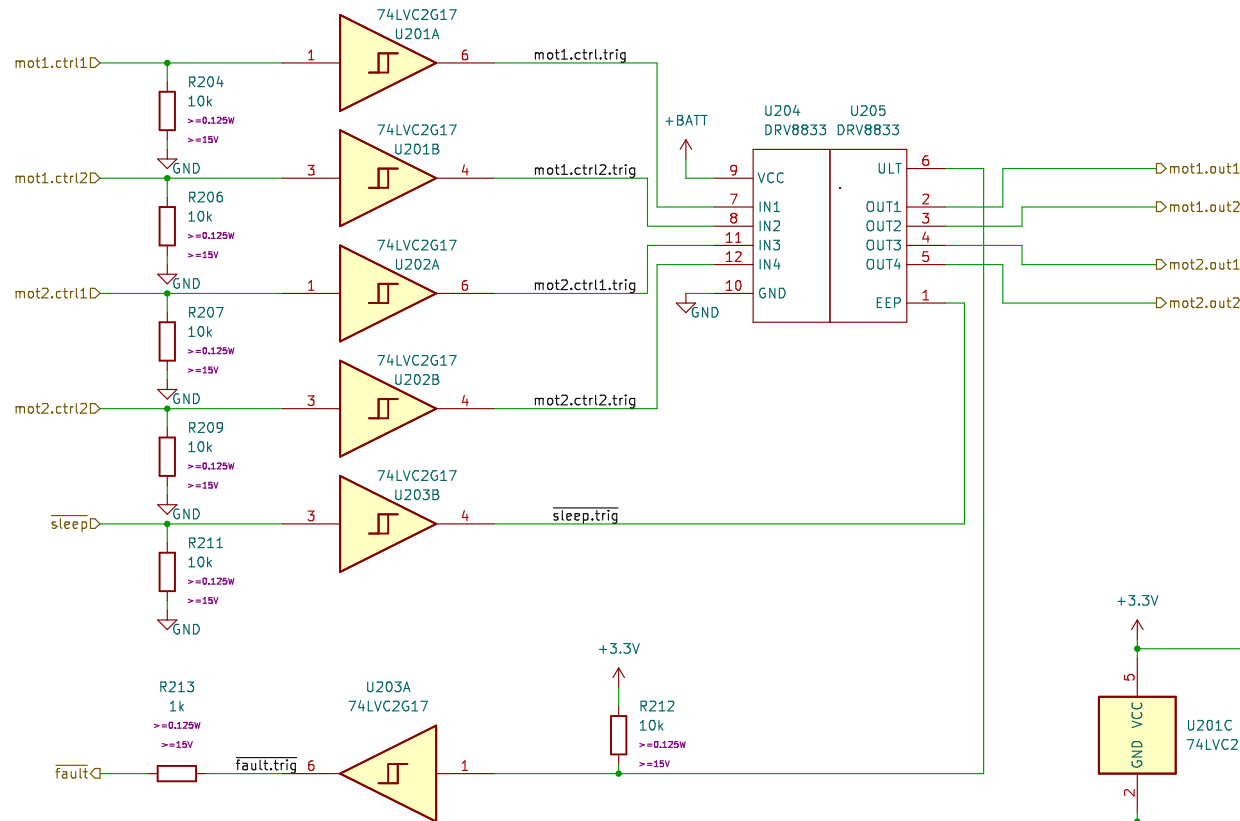 74LVC2G17
U201A
mot1.ctrl1
1
6
mot1.ctrl.trig
R204
10k
>=0.125W
>=15V
GND
74LVC2G17
U201B
mot1.ctrl2
3
4
mot1.ctrl2.trig
R206
10k
>=0.125W
>=15V
GND
74LVC2G17
U202A
mot2.ctrl1
1
6
mot2.ctrl1.trig
R207
10k
>=0.125W
>=15V
GND
74LVC2G17
U202B
mot2.ctrl2
3
4
mot2.ctrl2.trig
R209
10k
>=0.125W
>=15V
GND
74LVC2G17
U203B
sleep
3
4
sleep.trig
R211
10k
>=0.125W
>=15V
GND
+BATT
U204
DRV8833
U205
DRV8833
9 VCC
7 IN1
8 IN2
11 IN3
12 IN4
10 GND
GND
ULT 6
OUT1 2
OUT2 3
OUT3 4
OUT4 5
EEP 1
mot1.out1
mot1.out2
mot2.out1
mot2.out2
R213
1k
>=0.125W
>=15V
fault
fault.trig
6
U203A
74LVC2G17
1
+3.3V
R212
10k
>=0.125W
>=15V
+3.3V
5
VCC
GND
2
U201C
74LVC2